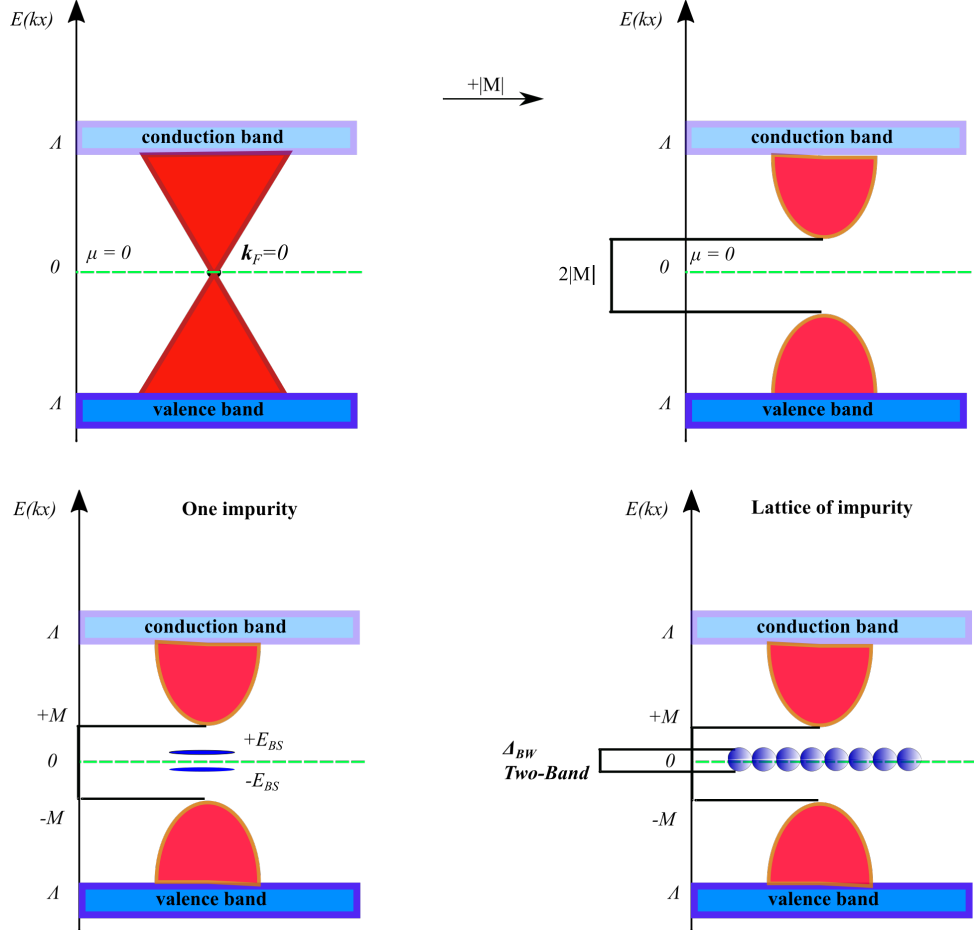 E(kx)
+|M|
E(kx)
Λ
conduction band
Λ
conduction band
μ = 0
k_F=0
0
2|M|
0
μ = 0
Λ
valence band
Λ
valence band
E(kx)
One impurity
E(kx)
Lattice of impurity
Λ
conduction band
Λ
conduction band
+M
+E_BS
0
-E_BS
-M
+M
Δ_BW
Two-Band
0
-M
Λ
valence band
Λ
valence band